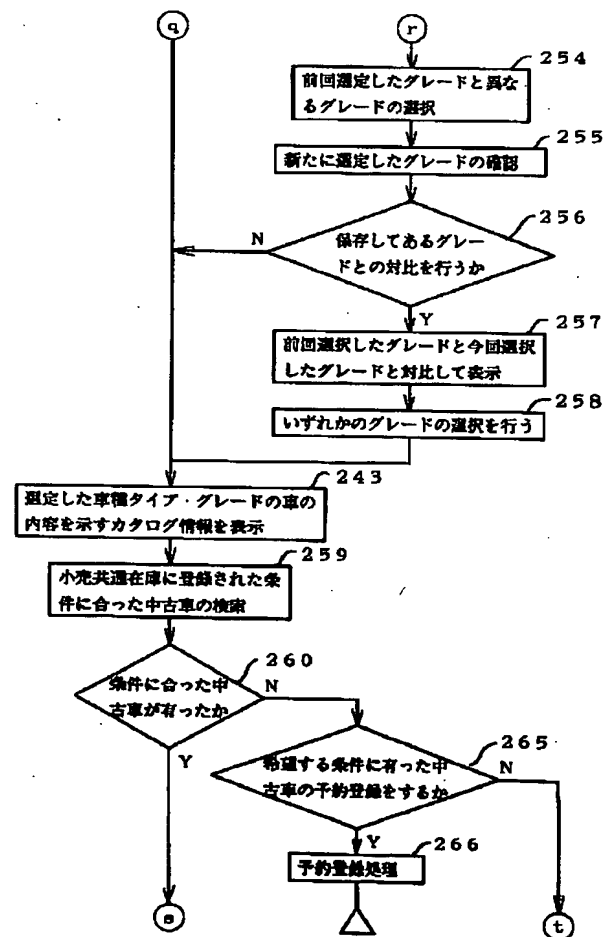 q
r
254
前回選定したグレードと異な
るグレードの選択
255
新たに選定したグレードの確認
256
保存してあるグレー
ドとの対比を行うか
N
Y
257
前回選択したグレードと今回選択
したグレードと対比して表示
258
いずれかのグレードの選択を行う
243
選定した車種タイプ・グレードの車の
内容を示すカタログ情報を表示
259
小売共通在庫に登録された条
件に合った中古車の検索
260
条件に合った中
古車が有ったか
N
Y
265
希望する条件に有った中
古車の予約登録をするか
N
Y
266
予約登録処理
s
t